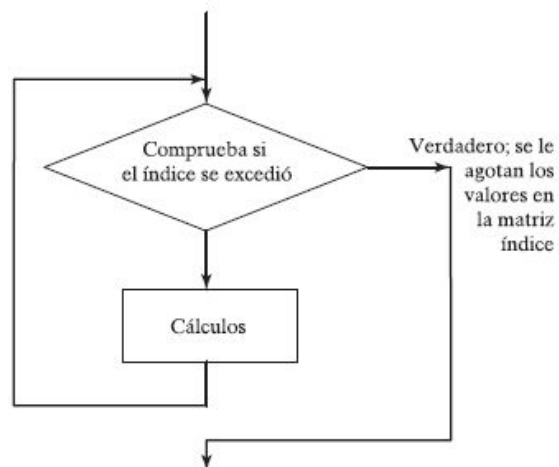 Comprueba si
el índice se excedió
Verdadero; se le
agotan los
valores en
la matriz
índice
Cálculos